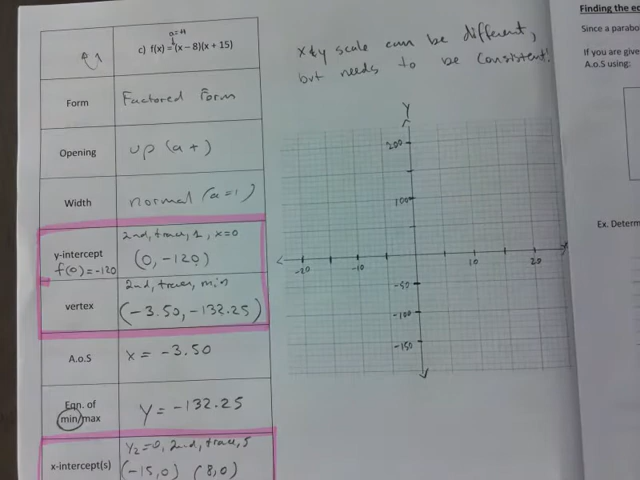 a=+1
c) f(x) = (x – 8)(x + 15)
Form
Factored Form
Opening
up (a+)
Width
normal (a=1)
y-intercept
f(0) = -120
2nd, trace, 1, x=0
(0, -120)
vertex
2nd, trace, min
(-3.50, -132.25)
A.o.S
x = -3.50
Eqn. of
min/max
y = -132.25
x-intercept(s)
Y₂=0, 2nd, trace, 5
(-15,0) (8,0)
x & y scale can be different,
but needs to be consistent!
Y
200
100
-20
-10
10
20
x
-50
-100
-150
Finding the eq
Since a parabo
If you are give
A.o.S using:
Ex. Determ